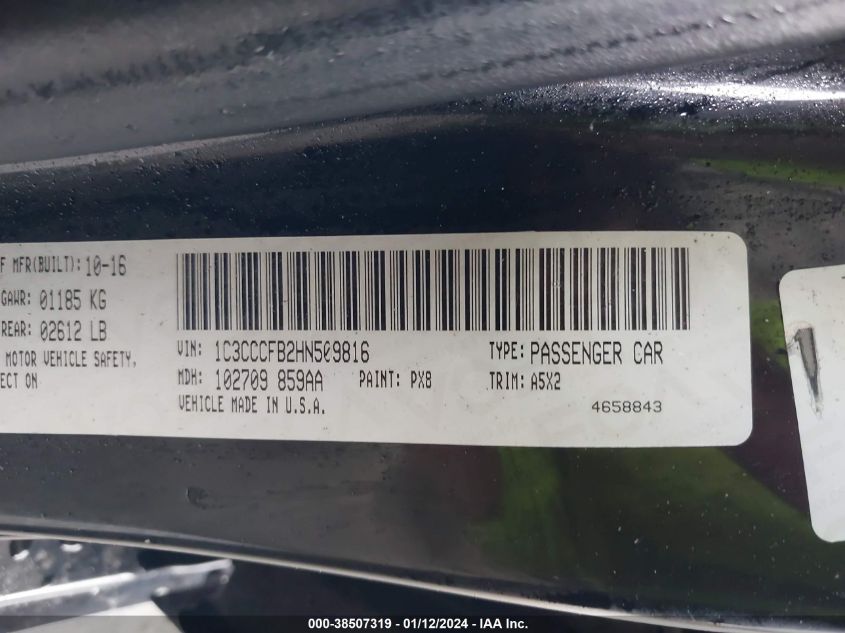 F MFR(BUILT): 10-16
GAWR: 01185 KG
REAR: 02612 LB
MOTOR VEHICLE SAFETY,
ECT ON
VIN: 1C3CCCFB2HN509816 TYPE: PASSENGER CAR
MDH: 102709 859AA PAINT: PX8 TRIM: A5X2
VEHICLE MADE IN U.S.A. 4658843
000-38507319 - 01/12/2024 - IAA Inc.